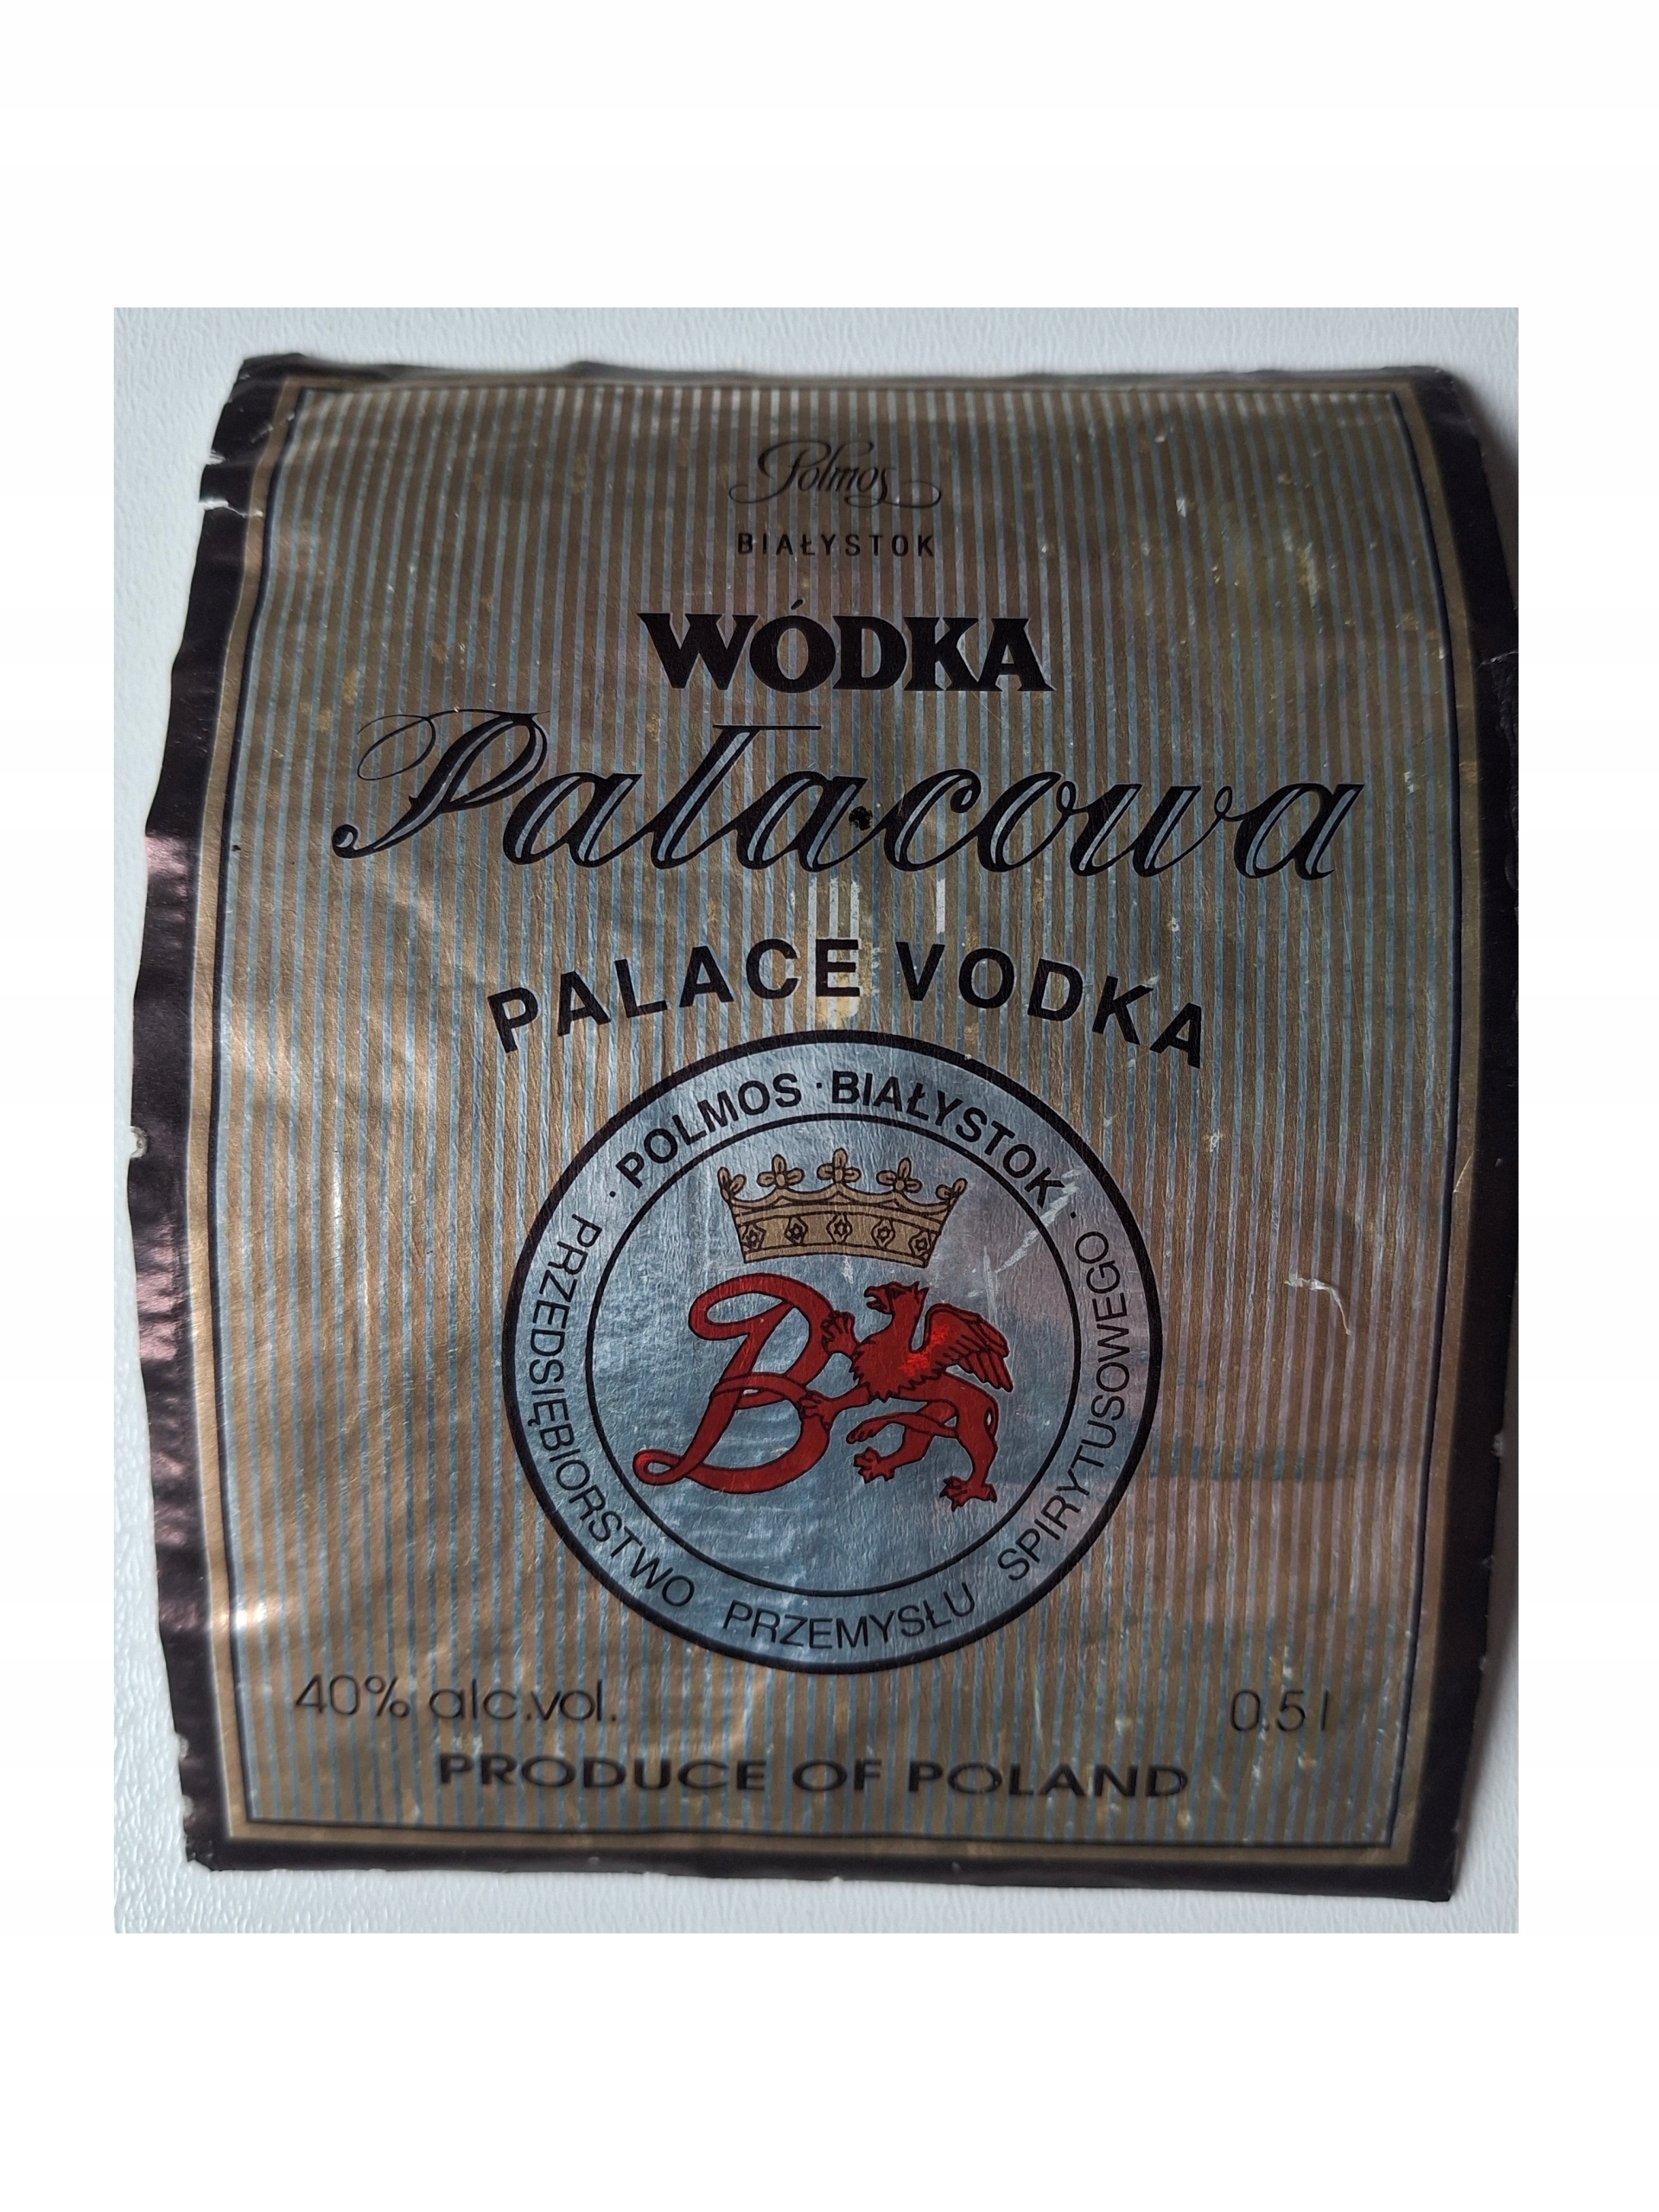 Polmos
BIAŁYSTOK
WÓDKA
Pałacowa
PALACE VODKA
· POLMOS · BIAŁYSTOK ·
PRZEDSIĘBIORSTWO PRZEMYSŁU SPIRYTUSOWEGO
B
40% alc.vol.
0.5 l
PRODUCE OF POLAND